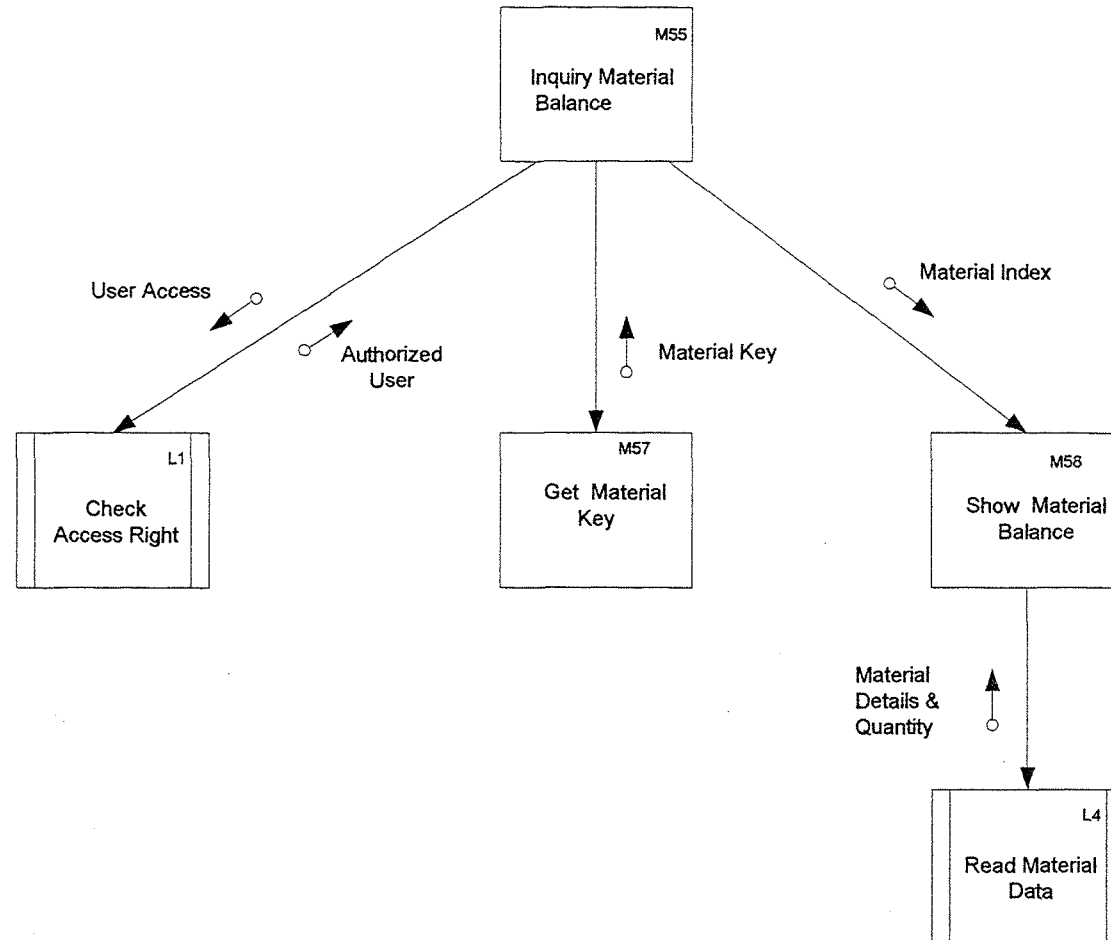 M55
Inquiry Material
Balance
User Access
Authorized
User
Material Key
Material Index
L1
Check
Access Right
M57
Get Material
Key
M58
Show Material
Balance
Material
Details &
Quantity
L4
Read Material
Data